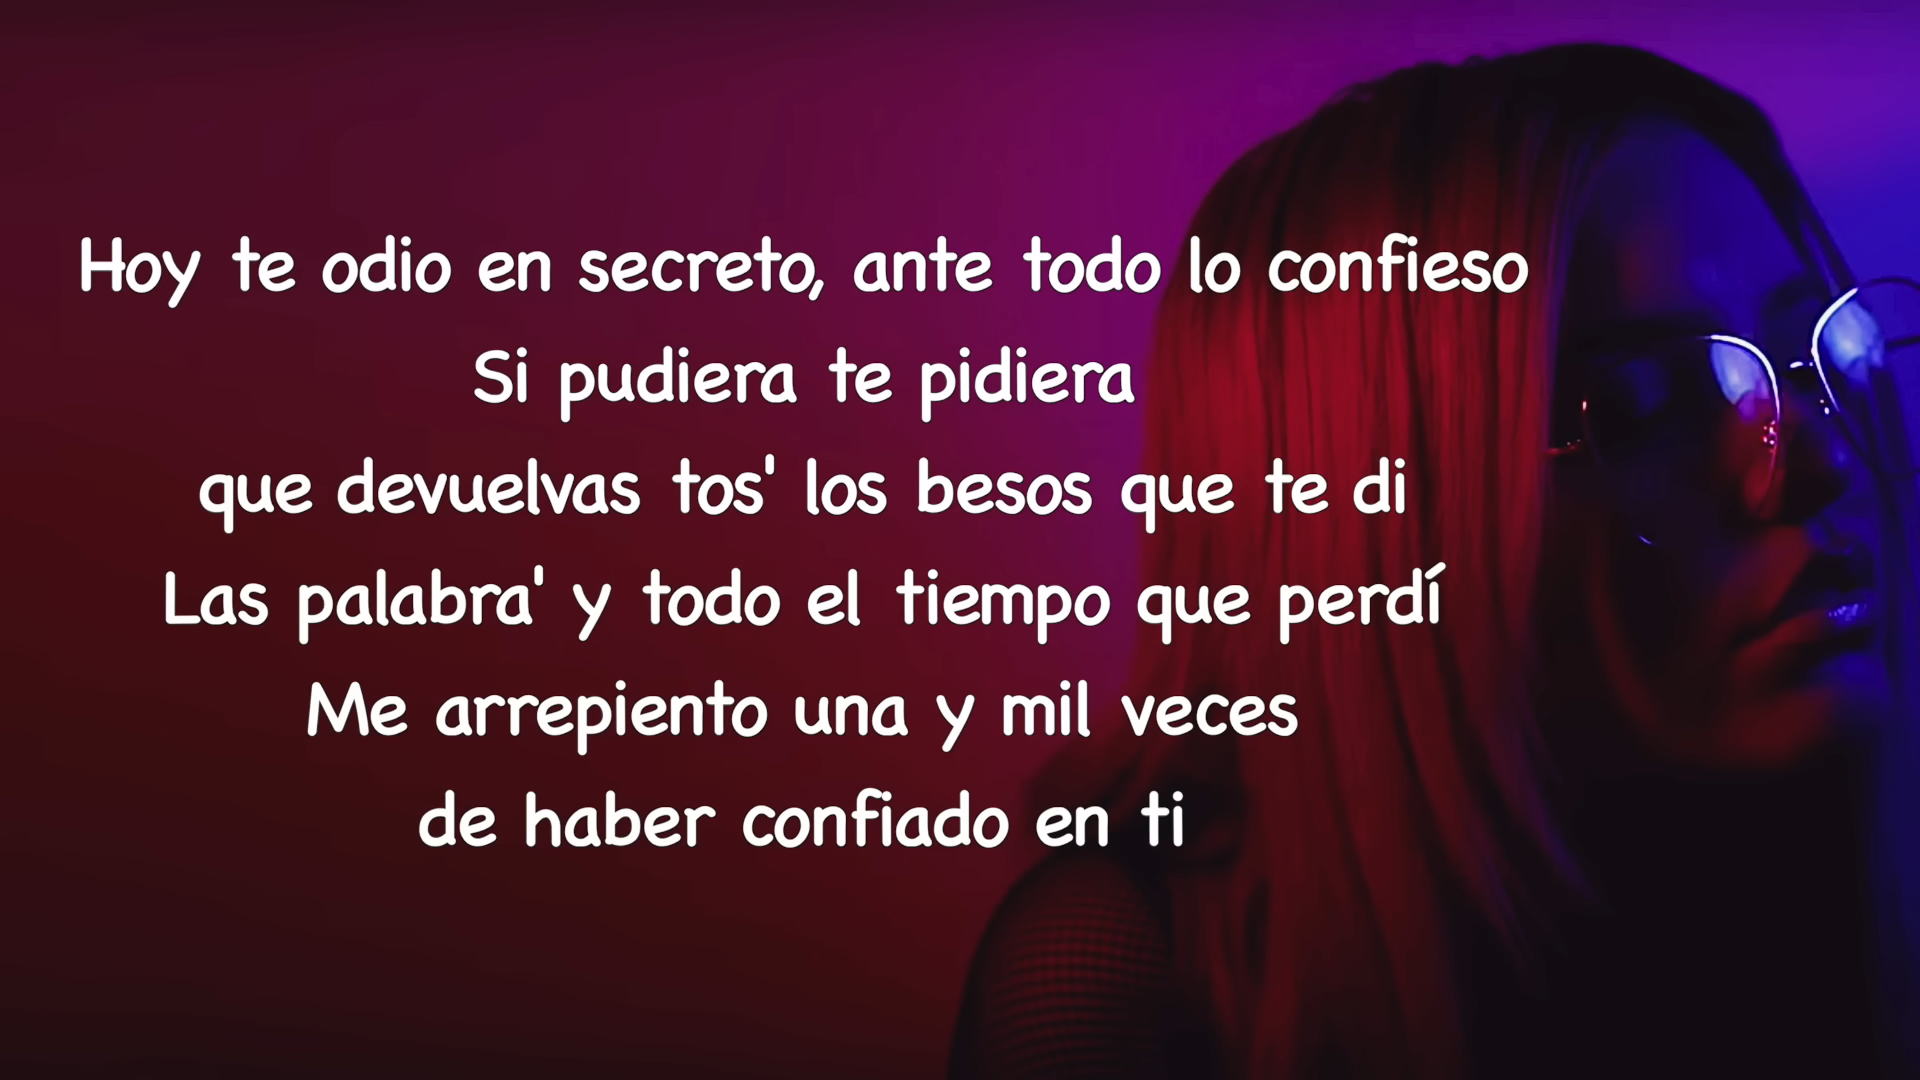 Hoy te odio en secreto, ante todo lo confieso
Si pudiera te pidiera
que devuelvas tos' los besos que te di
Las palabra' y todo el tiempo que perdí
Me arrepiento una y mil veces
de haber confiado en ti